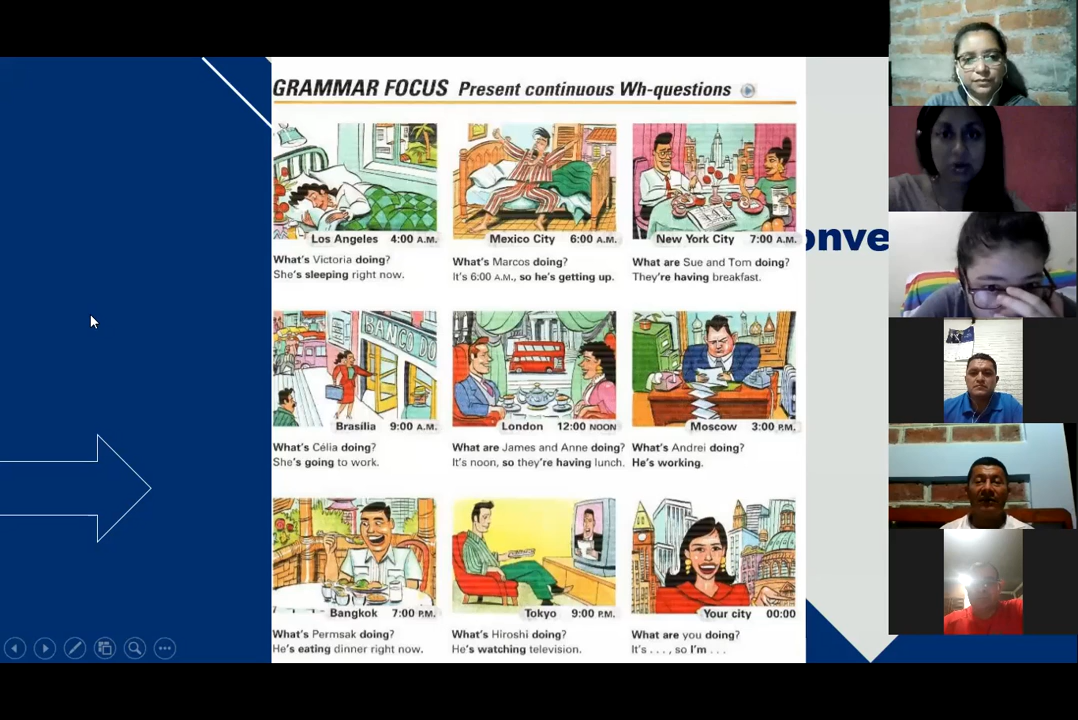 GRAMMAR FOCUS Present continuous Wh-questions
Los Angeles 4:00 A.M.
What's Victoria doing?
She's sleeping right now.
Mexico City 6:00 A.M.
What's Marcos doing?
It's 6:00 A.M., so he's getting up.
New York City 7:00 A.M.
What are Sue and Tom doing?
They're having breakfast.
onve
BANCO DO
Brasília 9:00 A.M.
What's Célia doing?
She's going to work.
London 12:00 NOON
What are James and Anne doing?
It's noon, so they're having lunch.
Moscow 3:00 P.M.
What's Andrei doing?
He's working.
Bangkok 7:00 P.M.
What's Permsak doing?
He's eating dinner right now.
Tokyo 9:00 P.M.
What's Hiroshi doing?
He's watching television.
Your city 00:00
What are you doing?
It's . . . , so I'm . . .